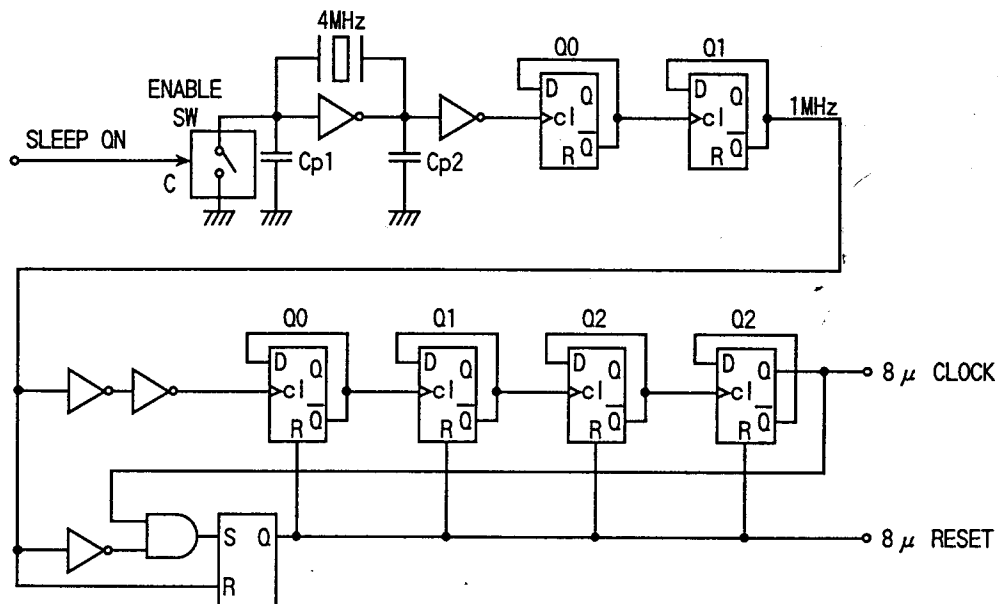 4MHz
Q0
Q1
ENABLE
SW
SLEEP ON
C
Cp1
Cp2
D Q
cl
R Q
D Q
cl
R Q
1MHz
Q0
Q1
Q2
Q2
D Q
cl
R Q
D Q
cl
R Q
D Q
cl
R Q
D Q
cl
R Q
8 μ CLOCK
S Q
R
8 μ RESET